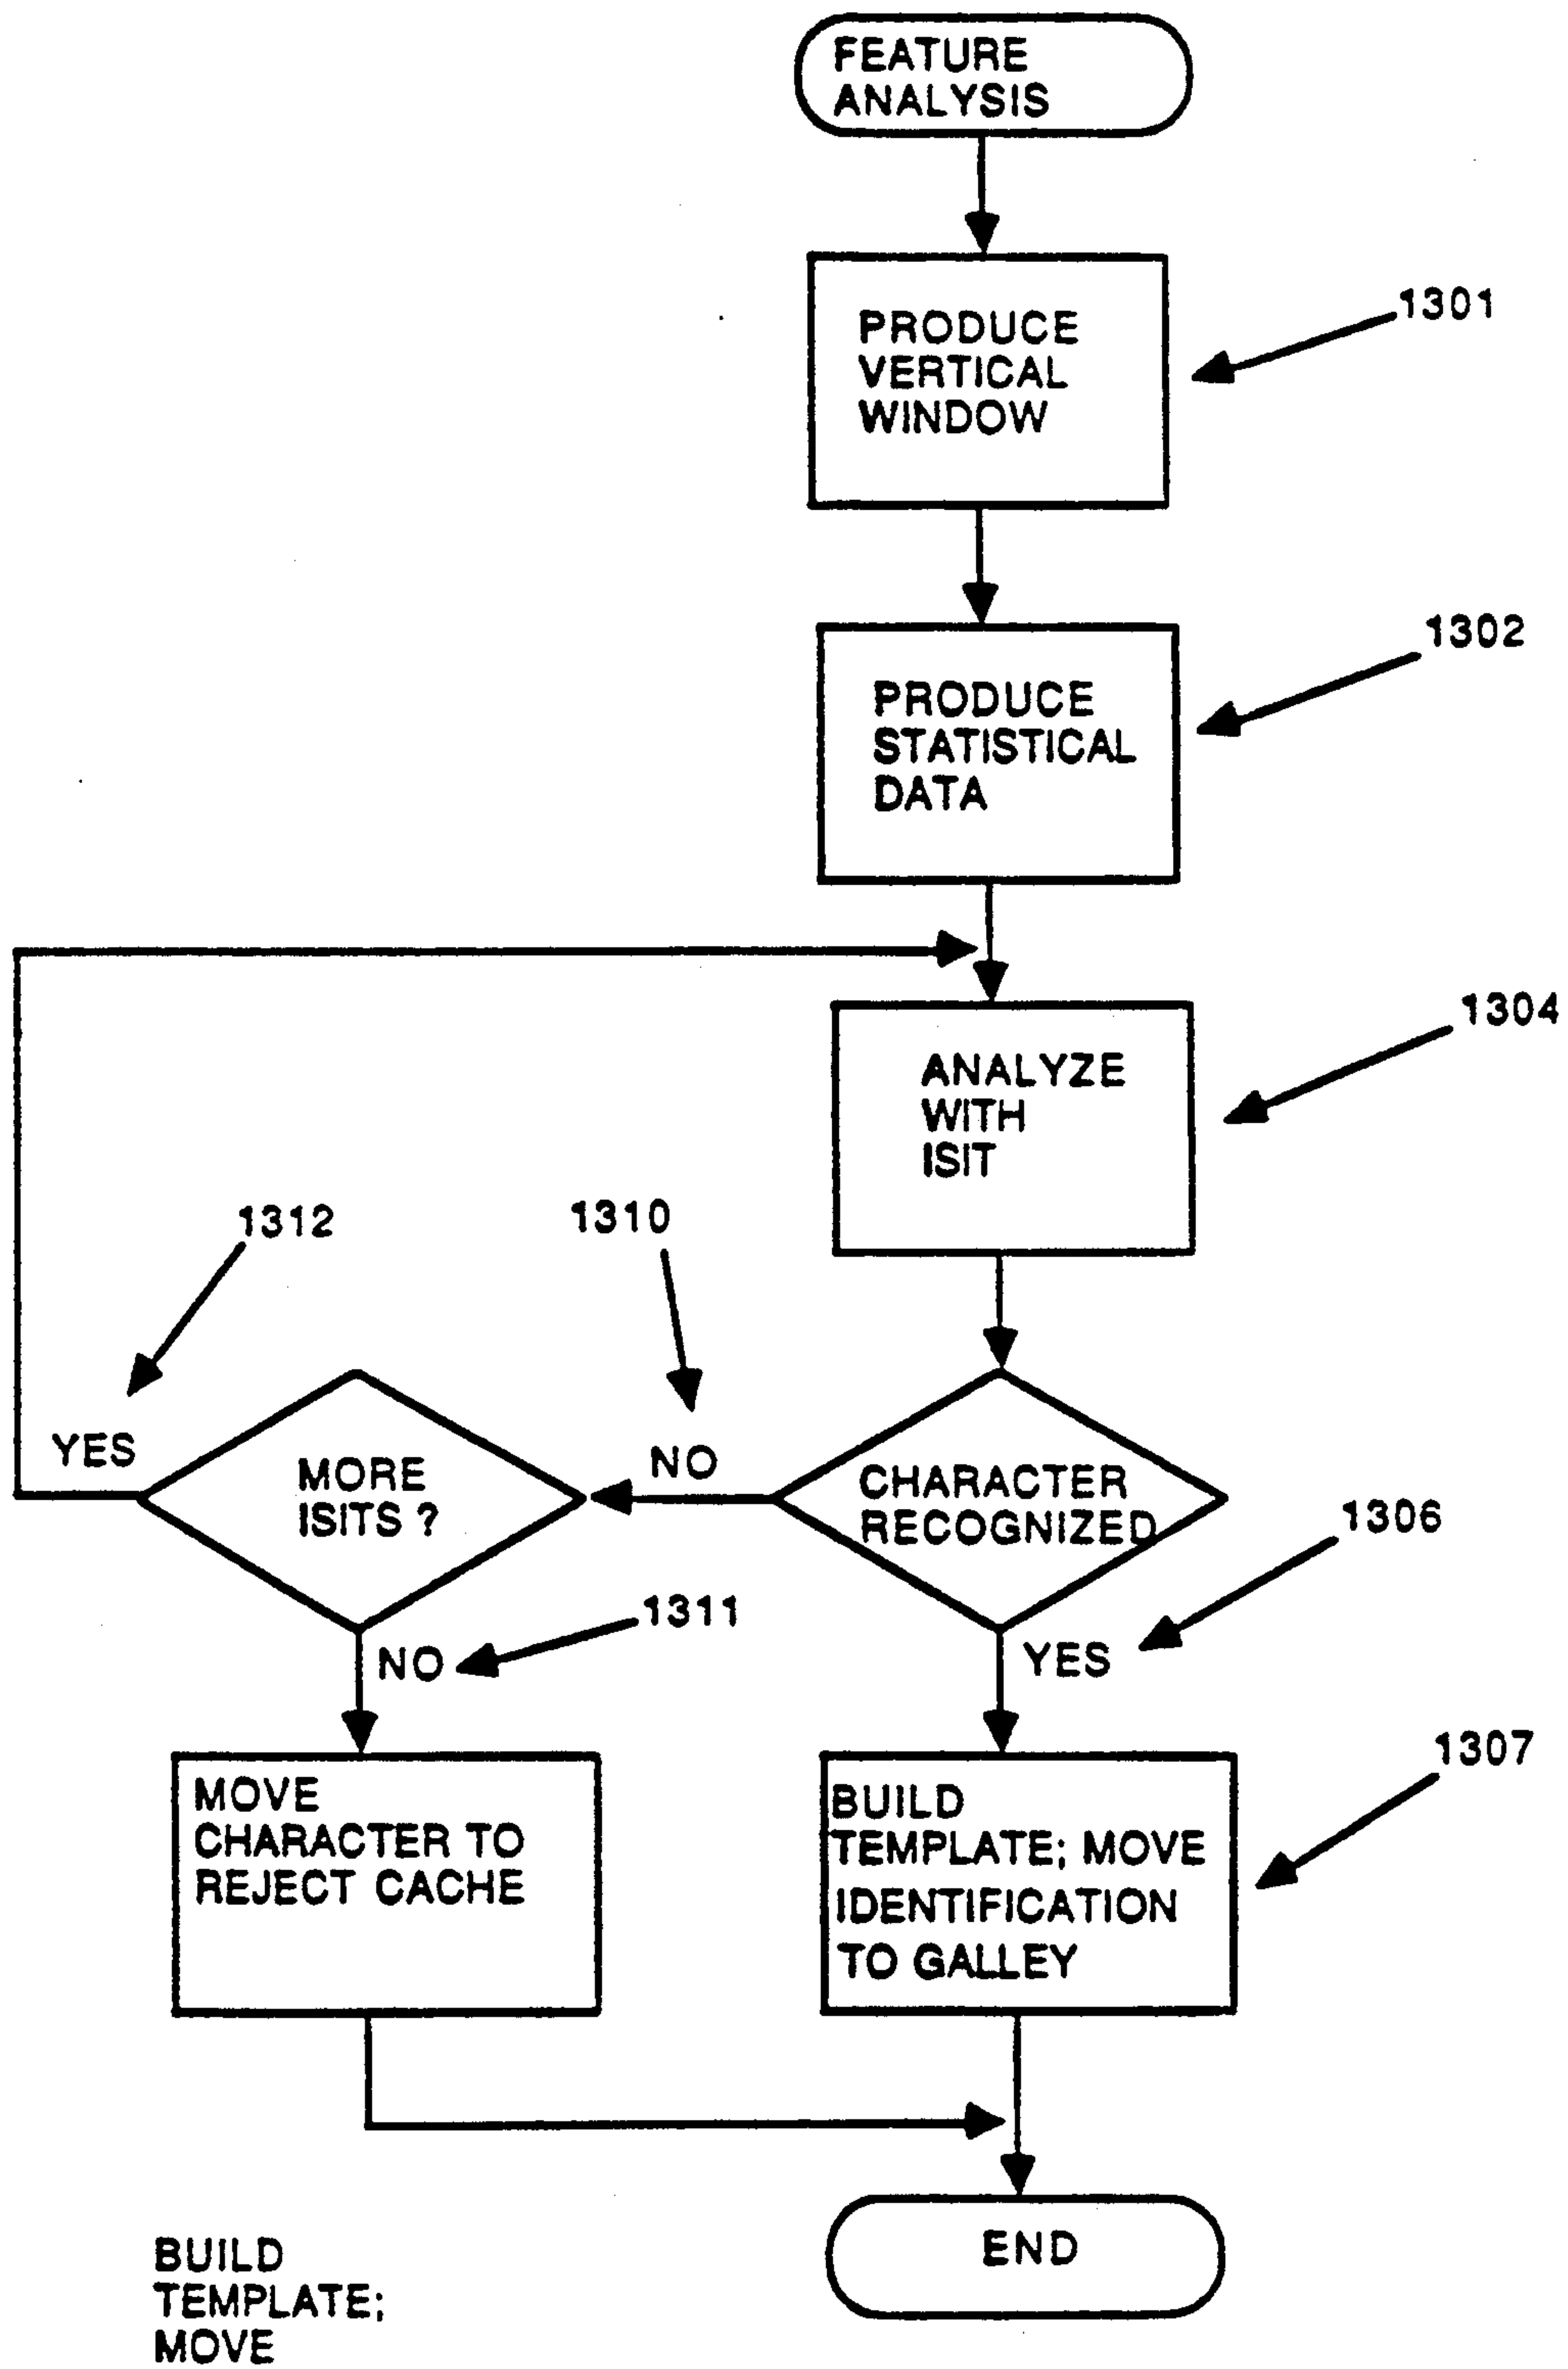 FEATURE
ANALYSIS
PRODUCE
VERTICAL
WINDOW
1301
PRODUCE
STATISTICAL
DATA
1302
ANALYZE
WITH
ISIT
1304
1312
1310
YES
MORE
ISITS ?
NO
CHARACTER
RECOGNIZED
1306
1311
NO
YES
MOVE
CHARACTER TO
REJECT CACHE
BUILD
TEMPLATE; MOVE
IDENTIFICATION
TO GALLEY
1307
END
BUILD
TEMPLATE;
MOVE